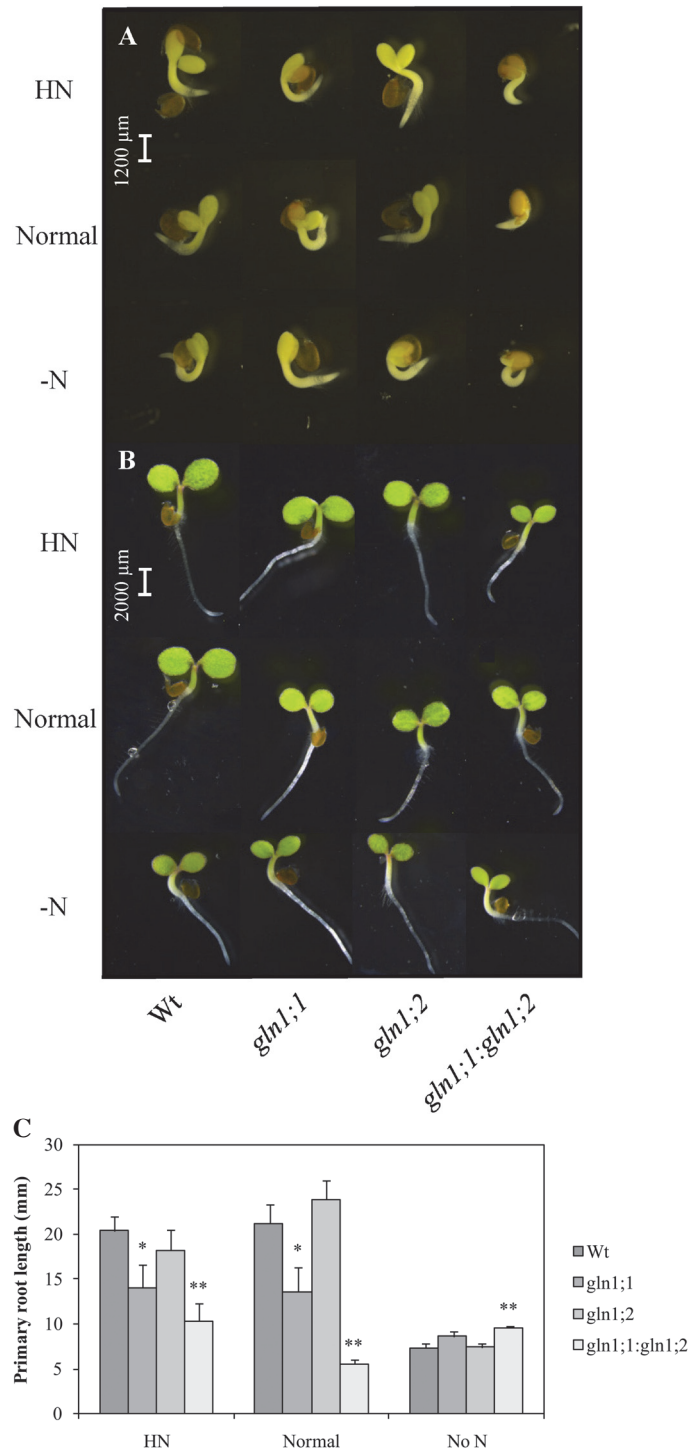 A
HN
1200 µm
Normal
-N
B
HN
2000 µm
Normal
-N
Wt
gln1;1
gln1;2
gln1;1:gln1;2
C
Primary root length (mm)
30
25
20
15
10
5
0
*
**
*
**
**
HN
Normal
No N
Wt
gln1;1
gln1;2
gln1;1:gln1;2